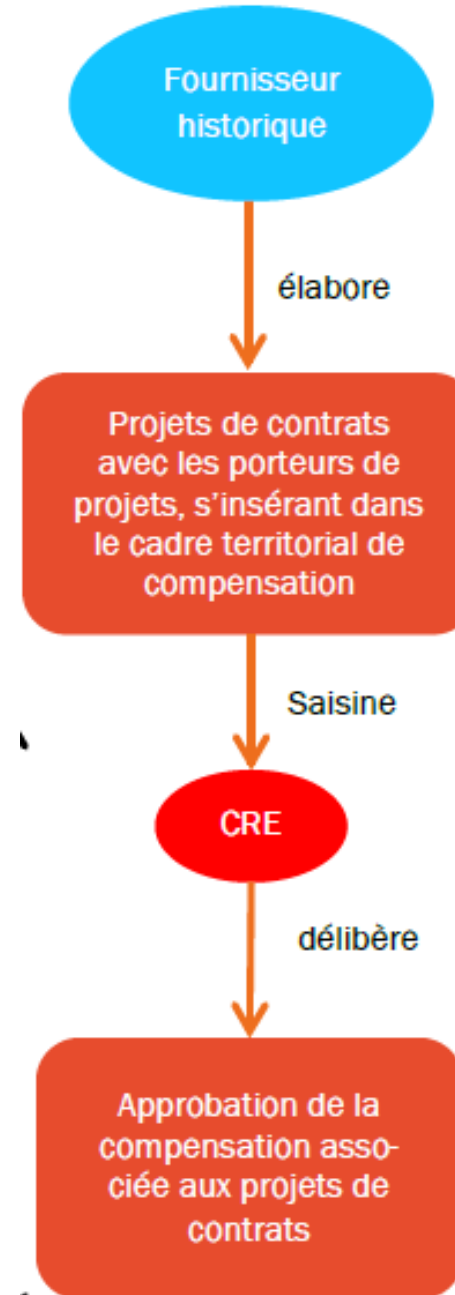 Fournisseur
historique
élabore
Projets de contrats
avec les porteurs de
projets, s'insérant dans
le cadre territorial de
compensation
Saisine
CRE
délibère
Approbation de la
compensation asso-
ciée aux projets de
contrats